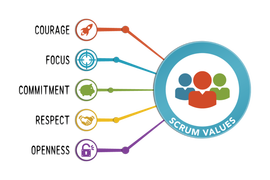 COURAGE
FOCUS
COMMITMENT
RESPECT
OPENNESS
SCRUM VALUES